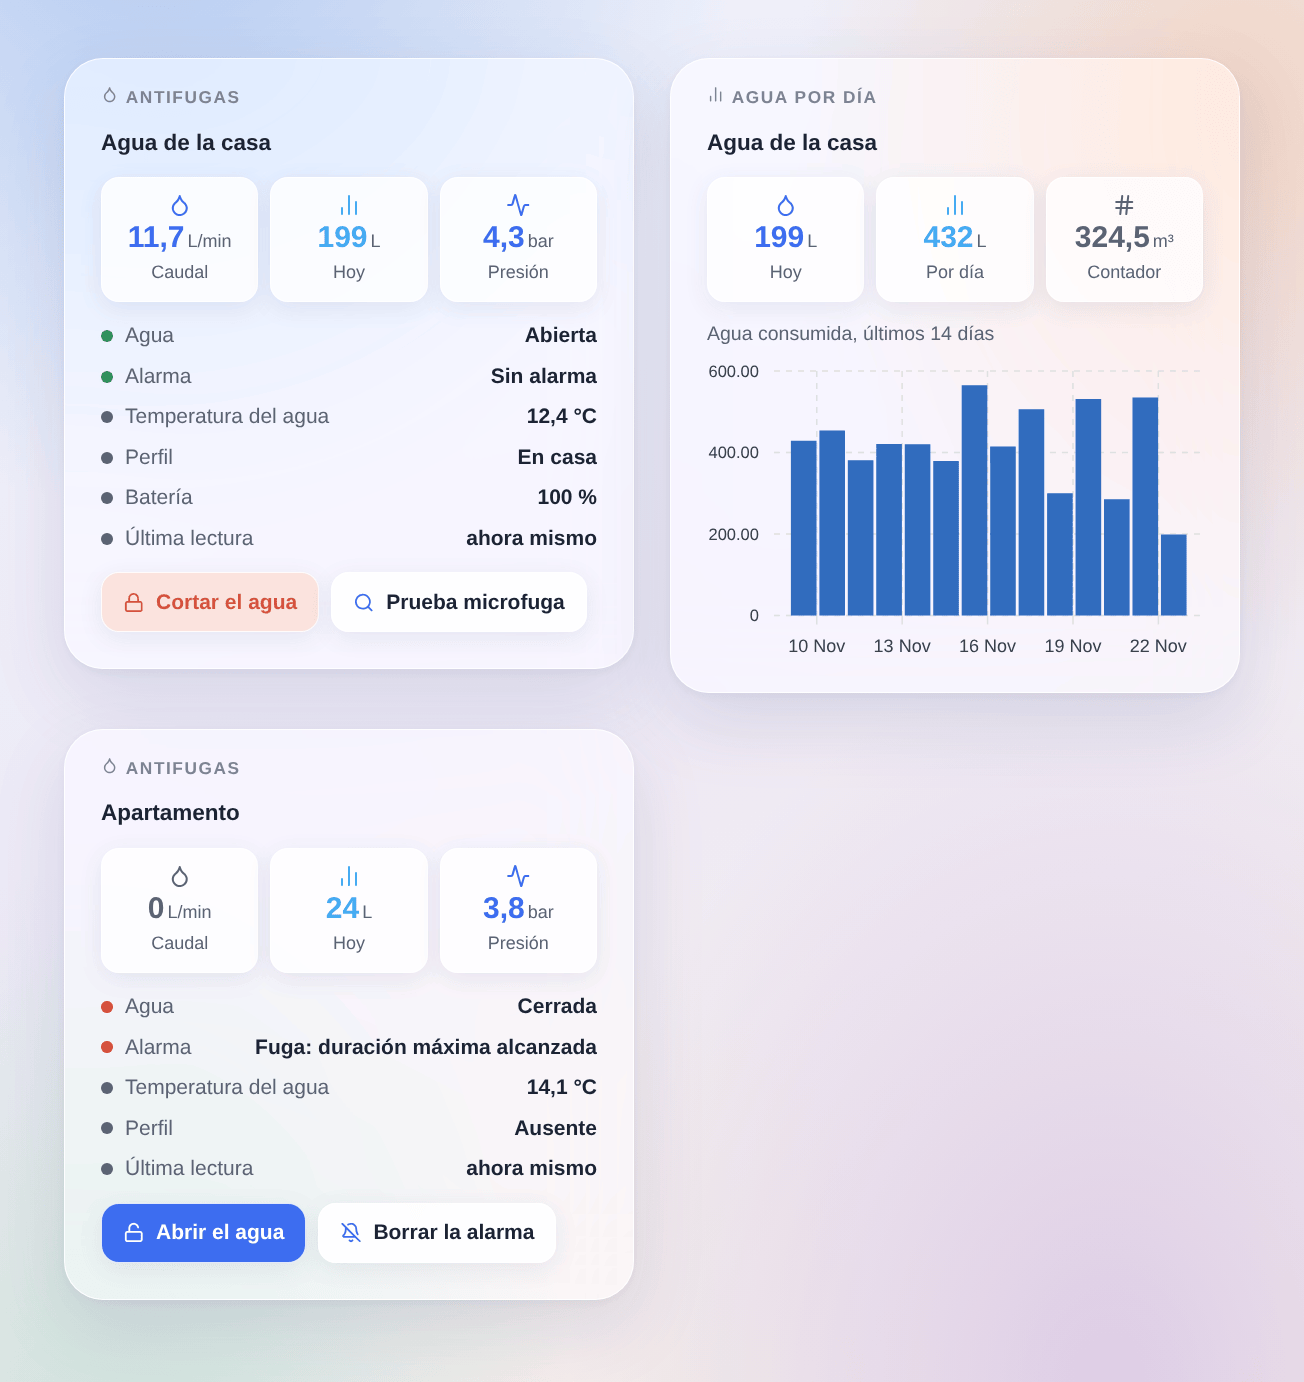 ANTIFUGAS
Agua de la casa
11,7 L/min
Caudal
199 L
Hoy
4,3 bar
Presión
Agua Abierta
Alarma Sin alarma
Temperatura del agua 12,4 °C
Perfil En casa
Batería 100 %
Última lectura ahora mismo
Cortar el agua
Prueba microfuga
AGUA POR DÍA
Agua de la casa
199 L
Hoy
432 L
Por día
324,5 m³
Contador
Agua consumida, últimos 14 días
600.00
400.00
200.00
0
10 Nov 13 Nov 16 Nov 19 Nov 22 Nov
ANTIFUGAS
Apartamento
0 L/min
Caudal
24 L
Hoy
3,8 bar
Presión
Agua Cerrada
Alarma Fuga: duración máxima alcanzada
Temperatura del agua 14,1 °C
Perfil Ausente
Última lectura ahora mismo
Abrir el agua
Borrar la alarma